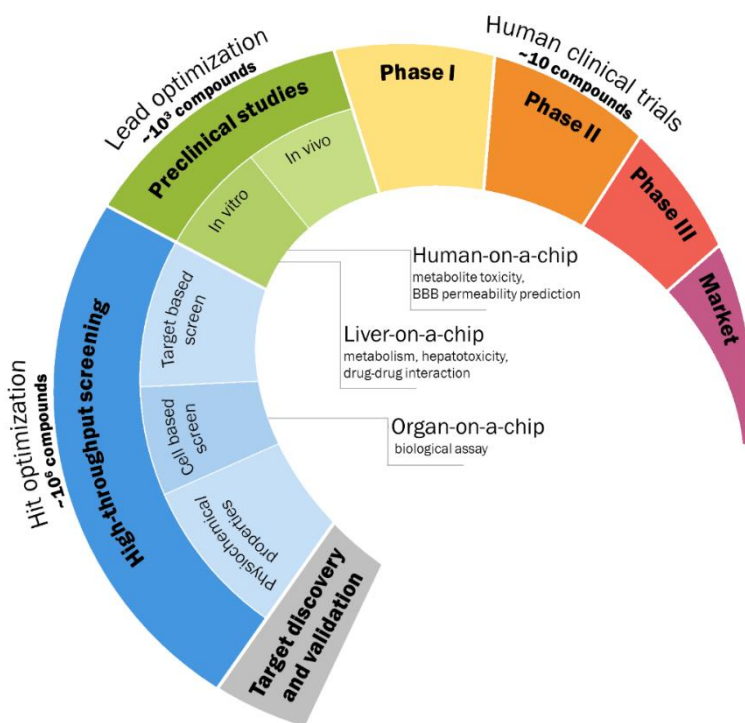 Target discovery
and validation
Hit optimization
~10⁶ compounds
High-throughput screening
Physiochemical
properties
Cell based
screen
Target based
screen
Lead optimization
~10³ compounds
Preclinical studies
In vitro
In vivo
Human clinical trials
~10 compounds
Phase I
Phase II
Phase III
Market
Human-on-a-chip
metabolite toxicity,
BBB permeability prediction
Liver-on-a-chip
metabolism, hepatotoxicity,
drug-drug interaction
Organ-on-a-chip
biological assay